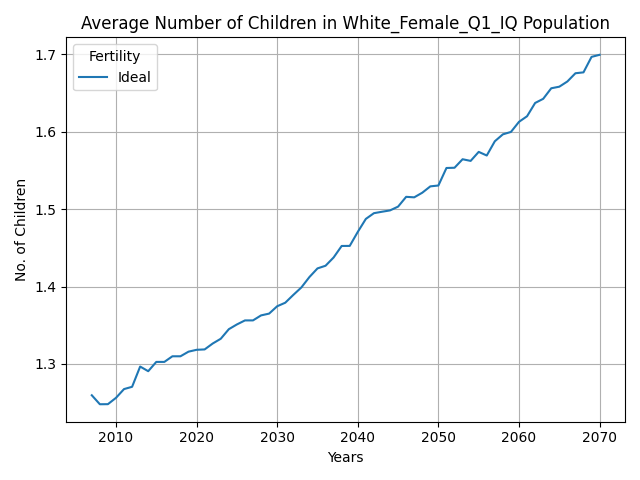 Average Number of Children in White_Female_Q1_IQ Population
Fertility
Ideal
1.7
1.6
1.5
1.4
1.3
No. of Children
2010 2020 2030 2040 2050 2060 2070
Years